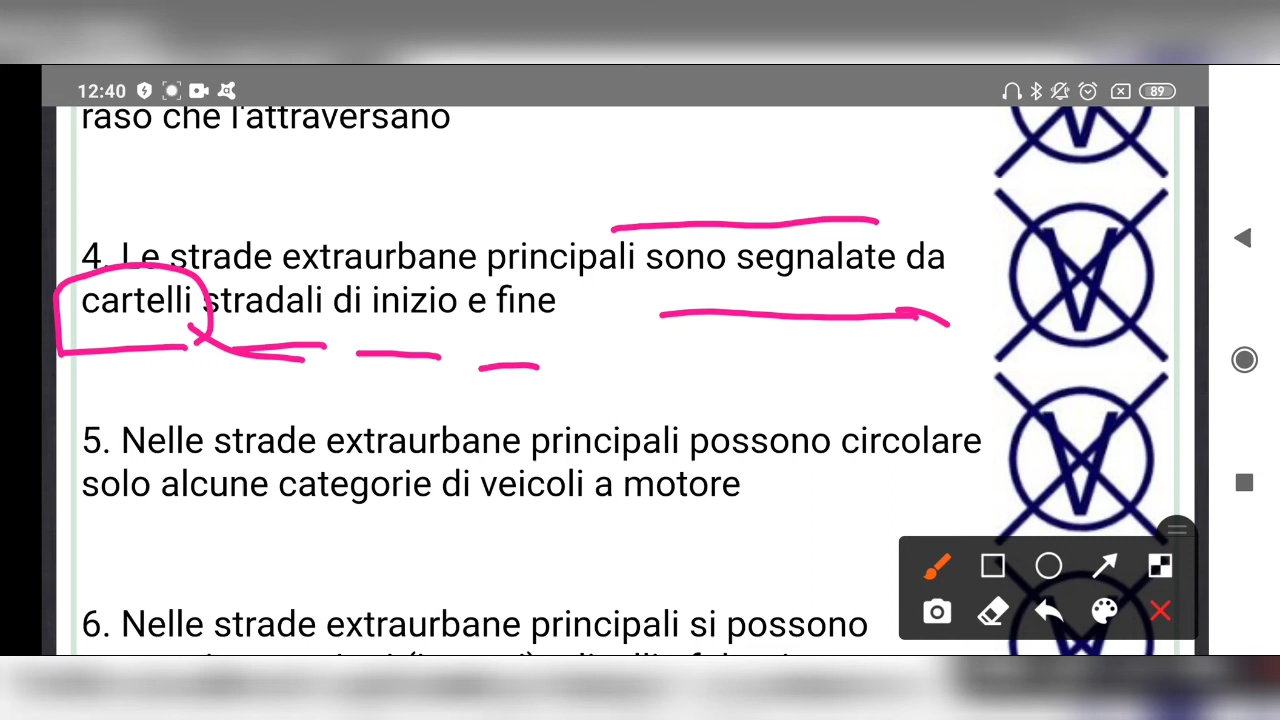 12:40
89
raso che l'attraversano
4. Le strade extraurbane principali sono segnalate da
cartelli stradali di inizio e fine
5. Nelle strade extraurbane principali possono circolare
solo alcune categorie di veicoli a motore
6. Nelle strade extraurbane principali si possono
V
V
V
V